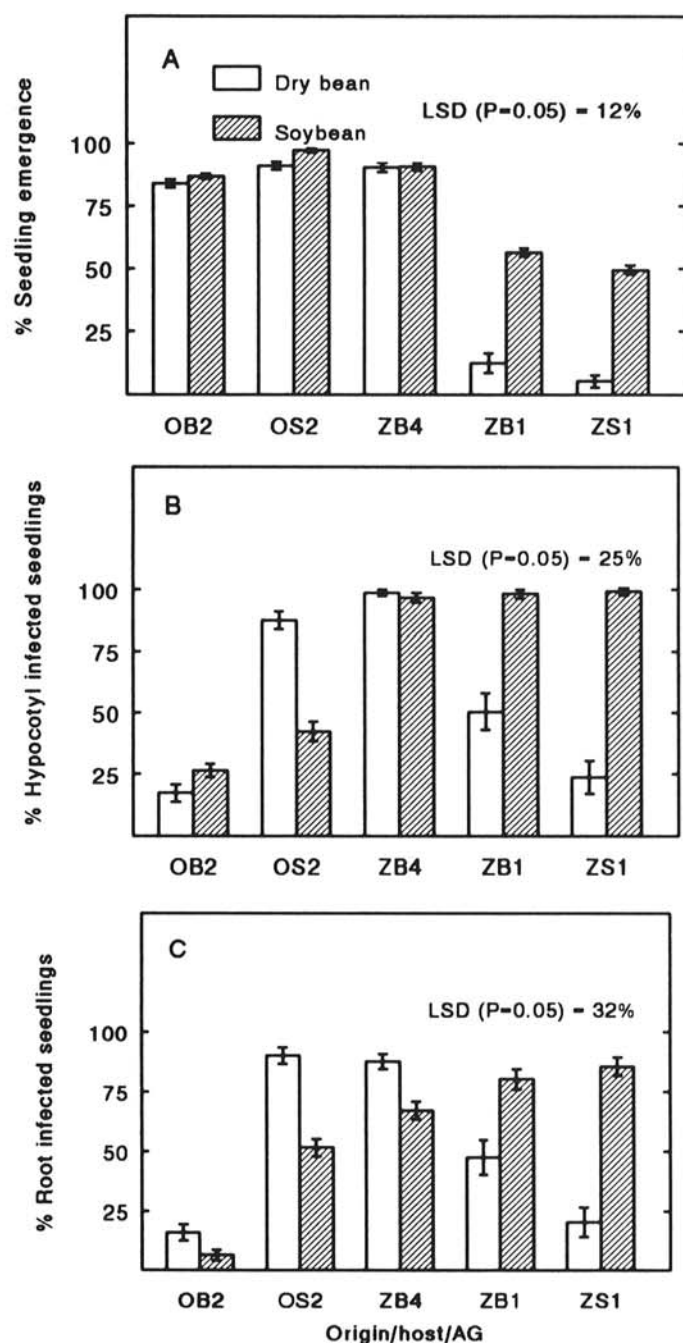 A
Dry bean
Soybean
LSD (P=0.05) – 12%
% Seedling emergence
100
75
50
25
OB2 OS2 ZB4 ZB1 ZS1
B
LSD (P=0.05) – 25%
% Hypocotyl infected seedlings
100
75
50
25
OB2 OS2 ZB4 ZB1 ZS1
C
LSD (P=0.05) – 32%
% Root infected seedlings
100
75
50
25
OB2 OS2 ZB4 ZB1 ZS1
Origin/host/AG